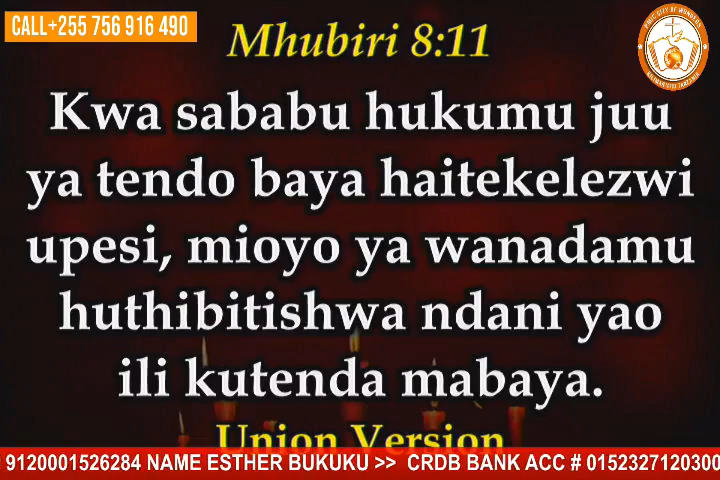 CALL+255 756 916 490
Mhubiri 8:11
Kwa sababu hukumu juu
ya tendo baya haitekelezwi
upesi, mioyo ya wanadamu
huthibitishwa ndani yao
ili kutenda mabaya.
Union Version
9120001526284 NAME ESTHER BUKUKU >> CRDB BANK ACC # 0152327120300